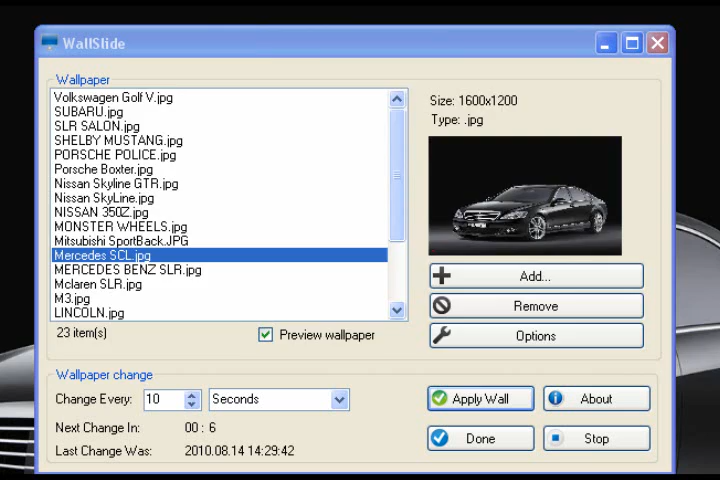 WallSlide
Wallpaper
Volkswagen Golf V.jpg
SUBARU.jpg
SLR SALON.jpg
SHELBY MUSTANG.jpg
PORSCHE POLICE.jpg
Porsche Boxter.jpg
Nissan Skyline GTR.jpg
Nissan SkyLine.jpg
NISSAN 350Z.jpg
MONSTER WHEELS.jpg
Mitsubishi SportBack.JPG
Mercedes SCL.jpg
MERCEDES BENZ SLR.jpg
Mclaren SLR.jpg
M3.jpg
LINCOLN.jpg
23 item(s)
Preview wallpaper
Size: 1600x1200
Type: .jpg
Add...
Remove
Options
Wallpaper change
Change Every: 10 Seconds
Next Change In: 00 : 6
Last Change Was: 2010.08.14 14:29:42
Apply Wall
About
Done
Stop